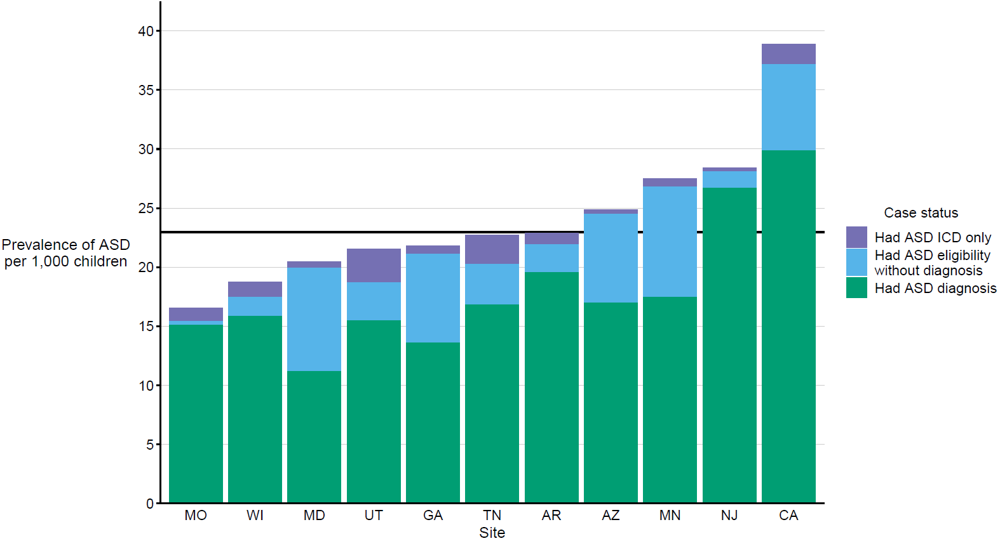 40
35
30
25
20
15
10
5
0
Prevalence of ASD
per 1,000 children
MO WI MD UT GA TN AR AZ MN NJ CA
Site
Case status
Had ASD ICD only
Had ASD eligibility
without diagnosis
Had ASD diagnosis